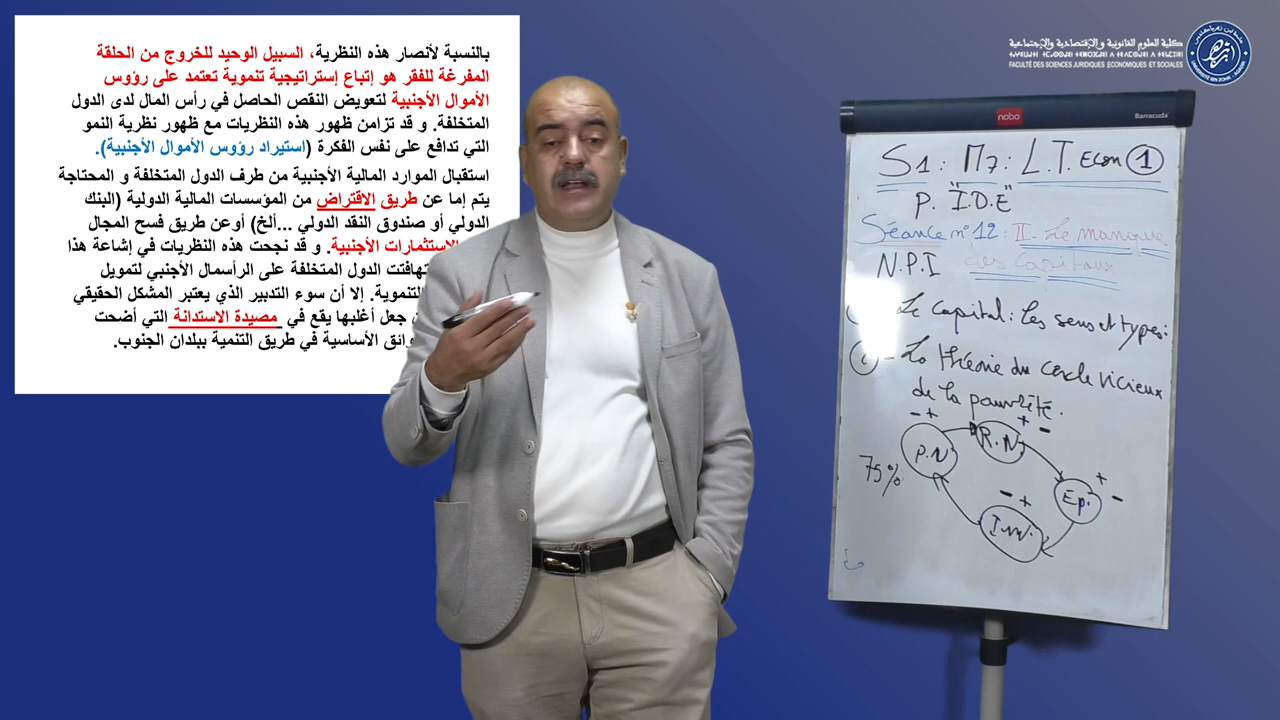 بالنسبة لأنصار هذه النظرية، السبيل الوحيد للخروج من الحلقة
المفرغة للفقر هو إتباع إستراتيجية تنموية تعتمد على رؤوس
الأموال الأجنبية لتعويض النقص الحاصل في رأس المال لدى الدول
المتخلفة. و قد تزامن ظهور هذه النظريات مع ظهور نظرية النمو
التي تدافع على نفس الفكرة (استيراد رؤوس الأموال الأجنبية).
استقبال الموارد المالية الأجنبية من طرف الدول المتخلفة و المحتاجة
يتم إما عن طريق الاقتراض من المؤسسات المالية الدولية (البنك
الدولي أو صندوق النقد الدولي ...ألخ) أوعن طريق فسح المجال
الاستثمارات الأجنبية. و قد نجحت هذه النظريات في إشاعة هذا
تهافتت الدول المتخلفة على الرأسمال الأجنبي لتمويل
التنموية. إلا أن سوء التدبير الذي يعتبر المشكل الحقيقي
جعل أغلبها يقع في مصيدة الاستدانة التي أضحت
الأساسية في طريق التنمية ببلدان الجنوب.
كلية العلوم القانونية والاقتصادية والاجتماعية
FACULTÉ DES SCIENCES JURIDIQUES ÉCONOMIQUES ET SOCIALES
UNIVERSITÉ IBN ZOHR - AGADIR
nobo
Barracuda
S1: M7: L.T. Econ 1
P. "I.D.E"
Séance n°12: II- Le manque
N.P.I des Capitaux
Le Capital: les sens et types:
- La théorie du cercle vicieux
de la pauvreté.
- + + -
P.N R.N
75%
+ -
Epi
- +
Inv.